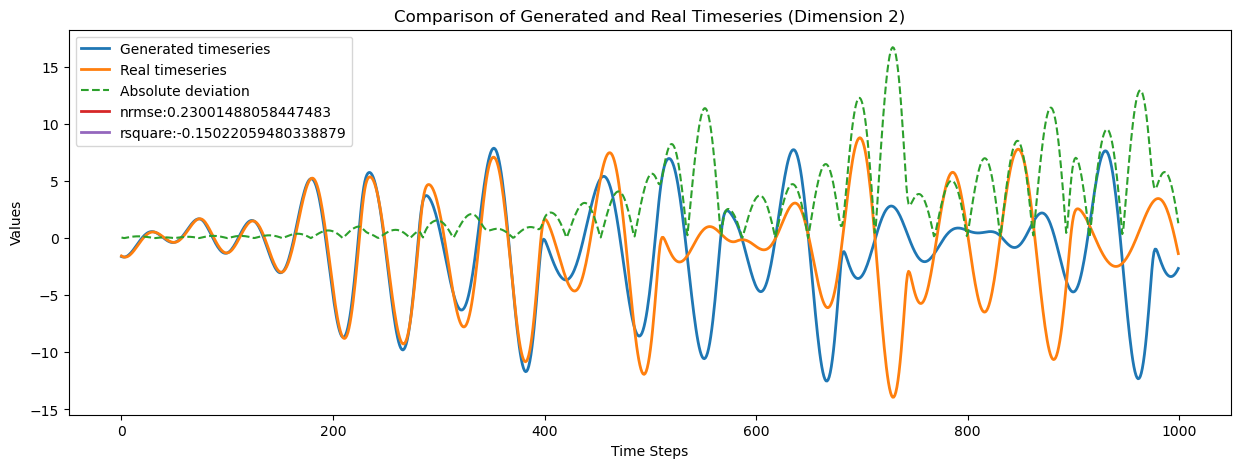 Comparison of Generated and Real Timeseries (Dimension 2)
Generated timeseries
Real timeseries
Absolute deviation
nrmse:0.23001488058447483
rsquare:-0.15022059480338879
Values
15
10
5
0
−5
−10
−15
0 200 400 600 800 1000
Time Steps